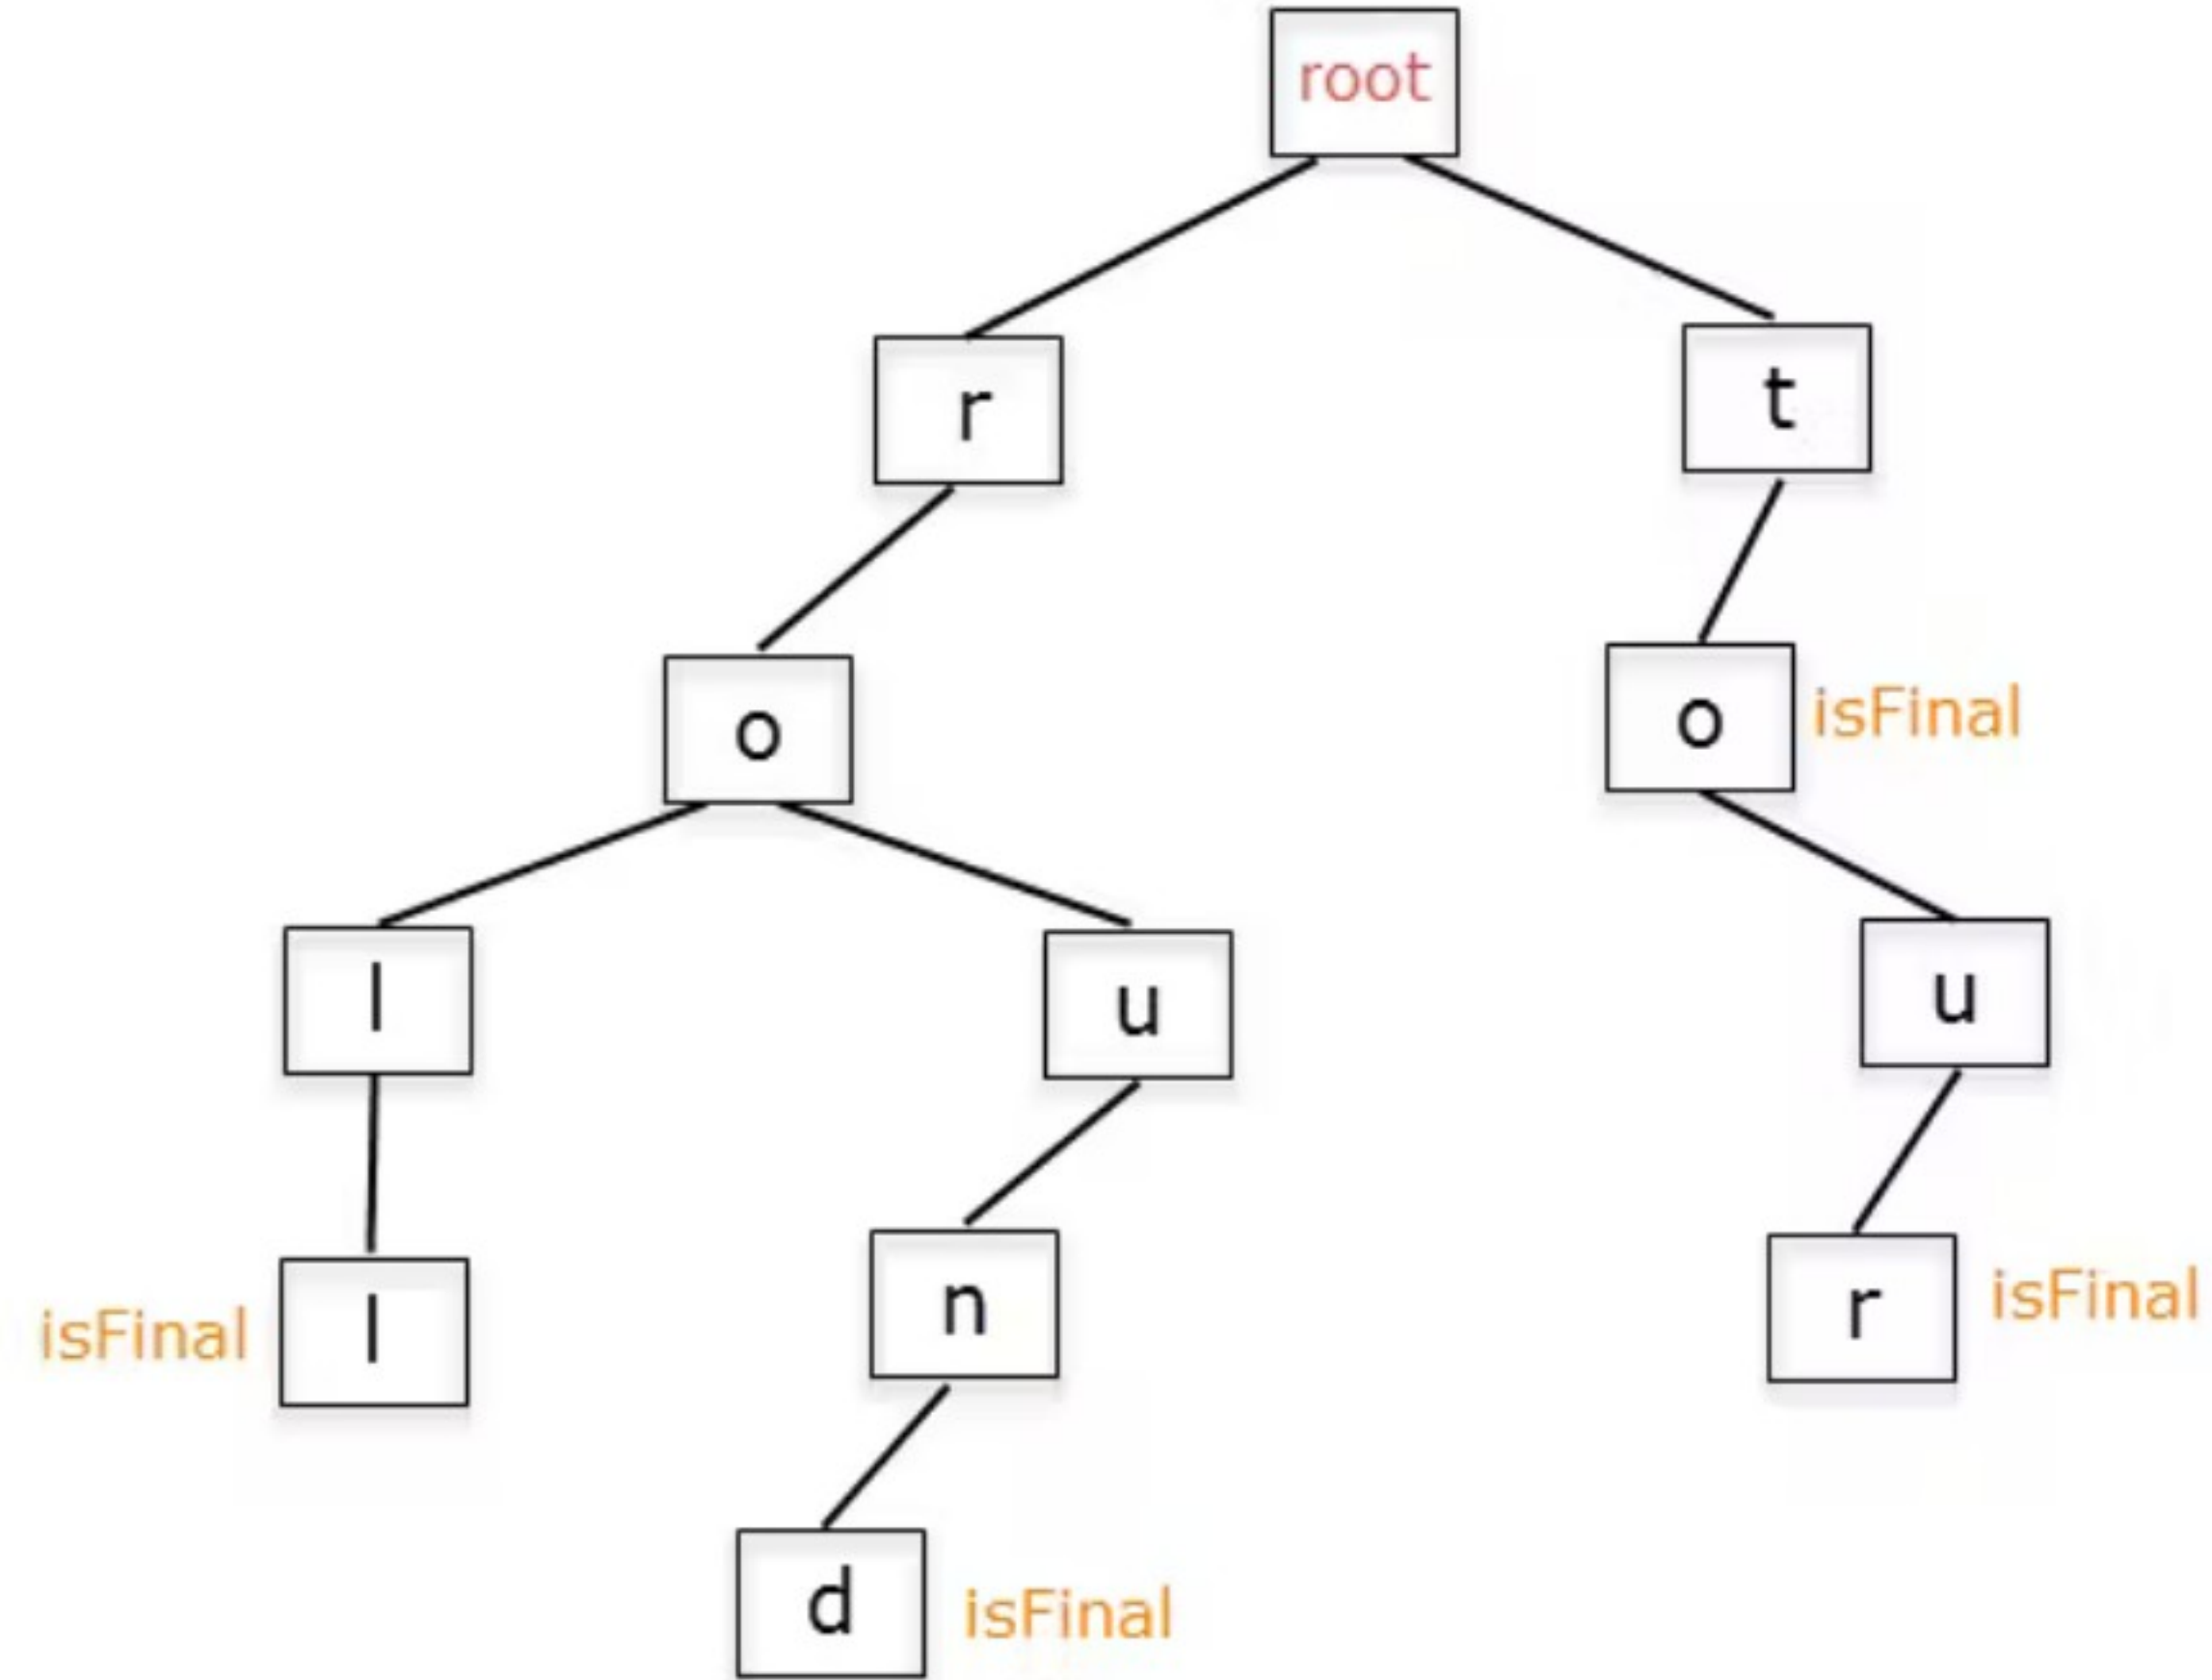 root
r
t
o
o isFinal
l
u
u
isFinal l
n
r isFinal
d isFinal